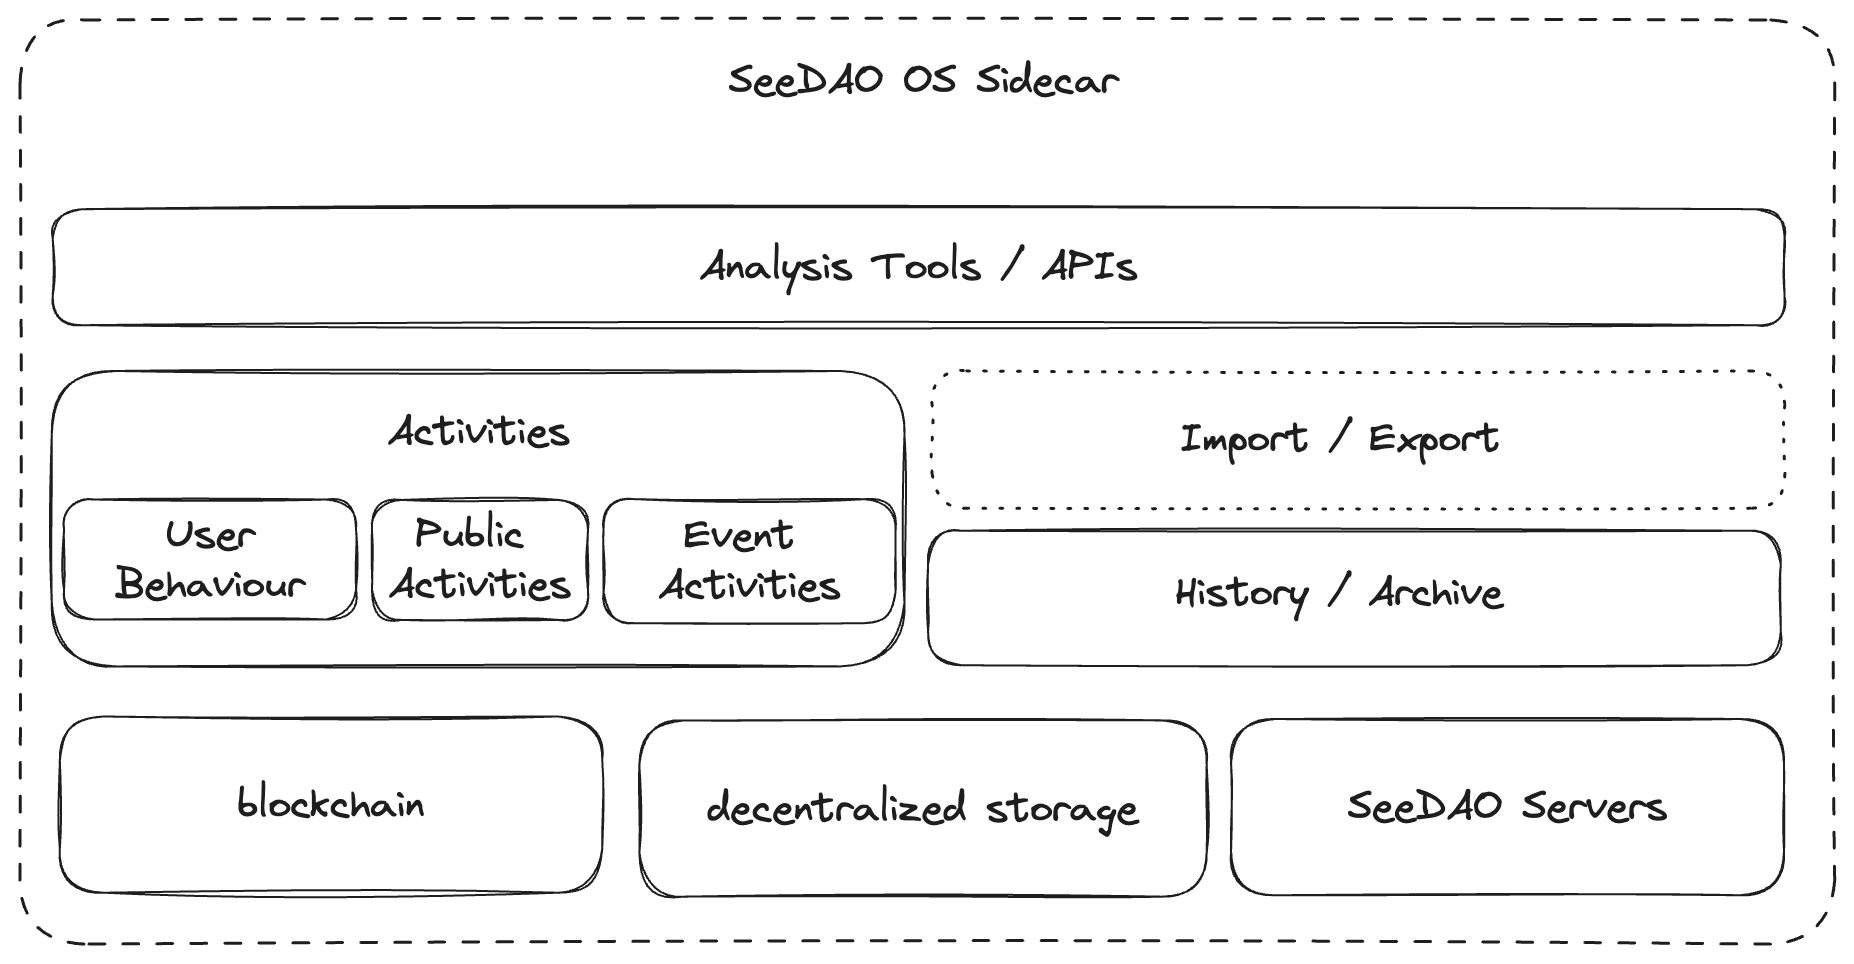 SeeDAO OS Sidecar
Analysis Tools / APIs
Activities
User
Behaviour
Public
Activities
Event
Activities
Import / Export
History / Archive
blockchain
decentralized storage
SeeDAO Servers